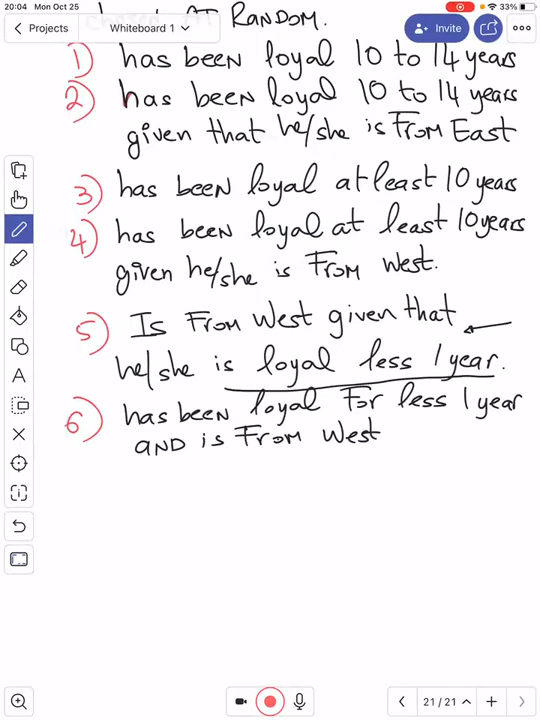 20:04 Mon Oct 25
33%
AT RANDOM.
Projects
Whiteboard 1
Invite
1) has been loyal 10 to 14 years
2) has been loyal 10 to 14 years
given that he/she is From East
3) has been loyal at least 10 years
4) has been loyal at least 10 years
given he/she is From West.
5) Is From West given that
he/she is loyal less 1 year.
6) has been loyal For less 1 year
AND is From West
A
21/21